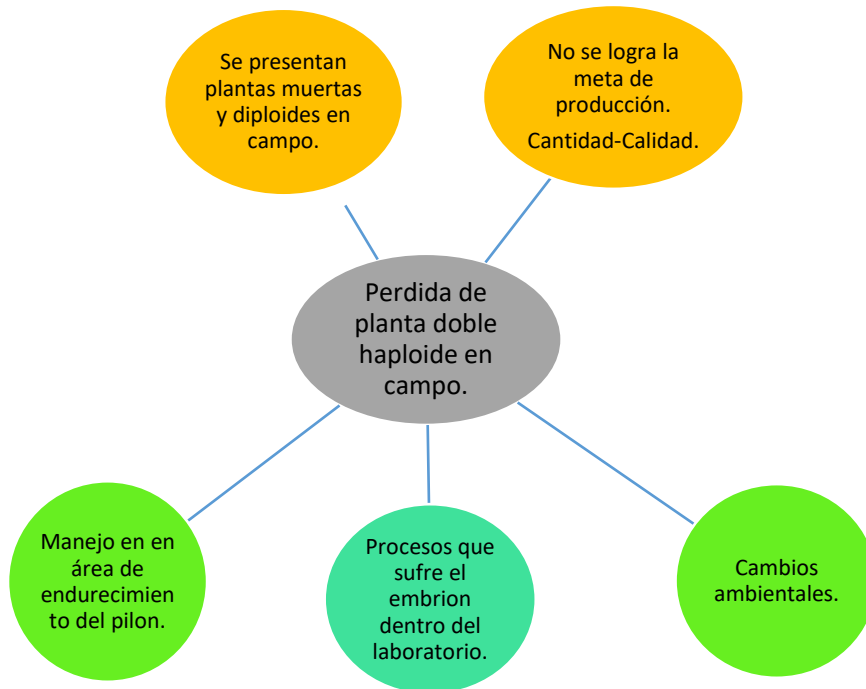 Se presentan
plantas muertas
y diploides en
campo.
No se logra la
meta de
producción.
Cantidad-Calidad.
Perdida de
planta doble
haploide en
campo.
Manejo en en
área de
endurecimien
to del pilon.
Procesos que
sufre el
embrion
dentro del
laboratorio.
Cambios
ambientales.